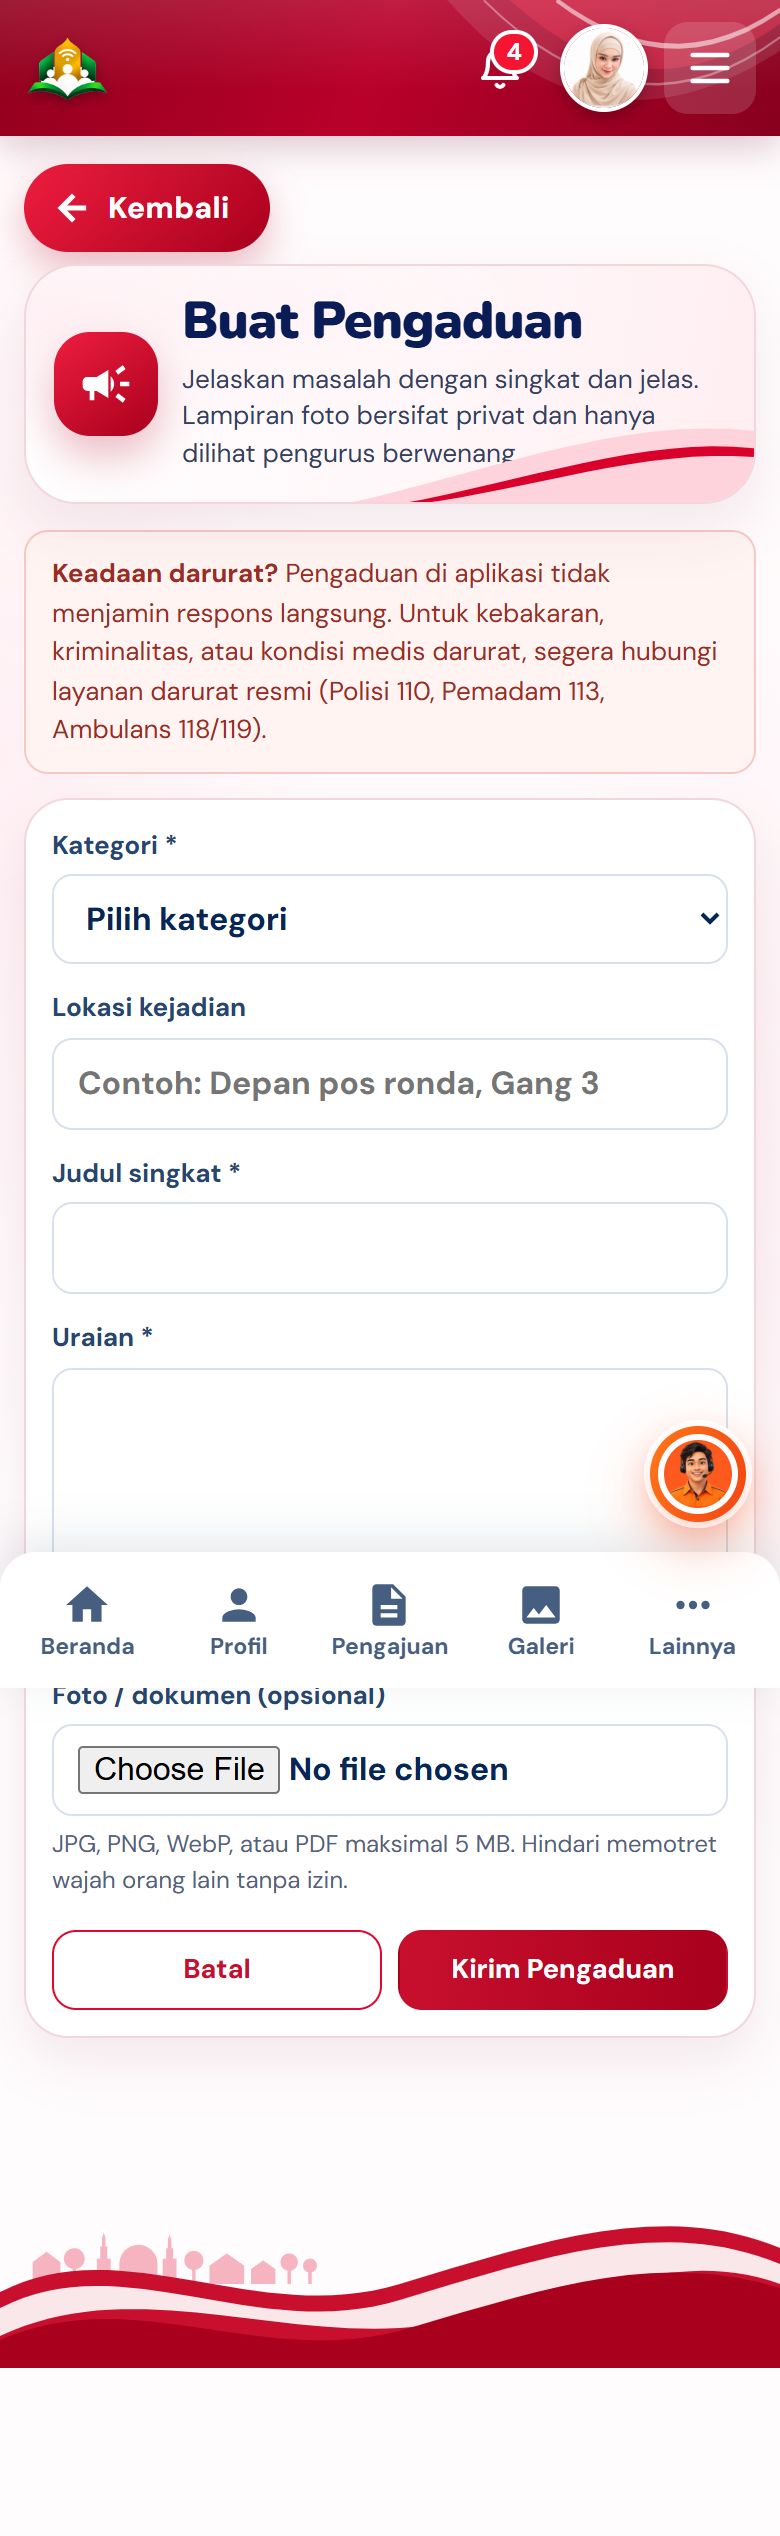 4
Kembali
Buat Pengaduan
Jelaskan masalah dengan singkat dan jelas.
Lampiran foto bersifat privat dan hanya
dilihat pengurus berwenang
Keadaan darurat? Pengaduan di aplikasi tidak
menjamin respons langsung. Untuk kebakaran,
kriminalitas, atau kondisi medis darurat, segera hubungi
layanan darurat resmi (Polisi 110, Pemadam 113,
Ambulans 118/119).
Kategori *
Pilih kategori
Lokasi kejadian
Contoh: Depan pos ronda, Gang 3
Judul singkat *
Uraian *
Beranda
Profil
Pengajuan
Galeri
Lainnya
Foto / dokumen (opsional)
Choose File No file chosen
JPG, PNG, WebP, atau PDF maksimal 5 MB. Hindari memotret
wajah orang lain tanpa izin.
Batal
Kirim Pengaduan